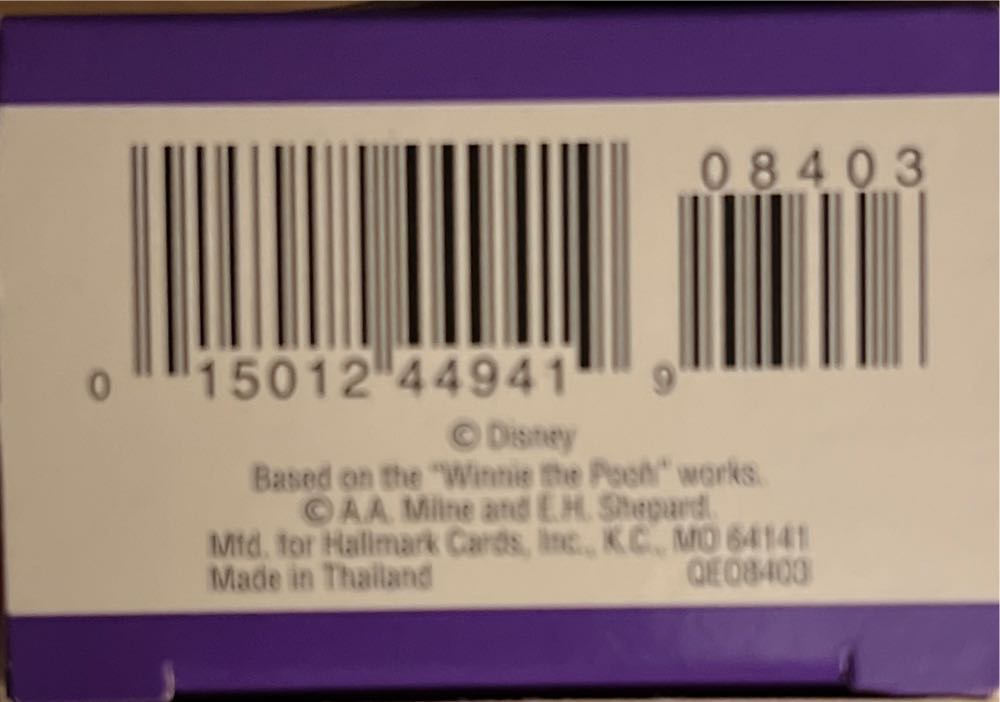 08403
0 15012 44941 9
© Disney
Based on the "Winnie the Pooh" works.
© A.A. Milne and E.H. Shepard.
Mfd. for Hallmark Cards, Inc., K.C., MO 64141
Made in Thailand QEO8403